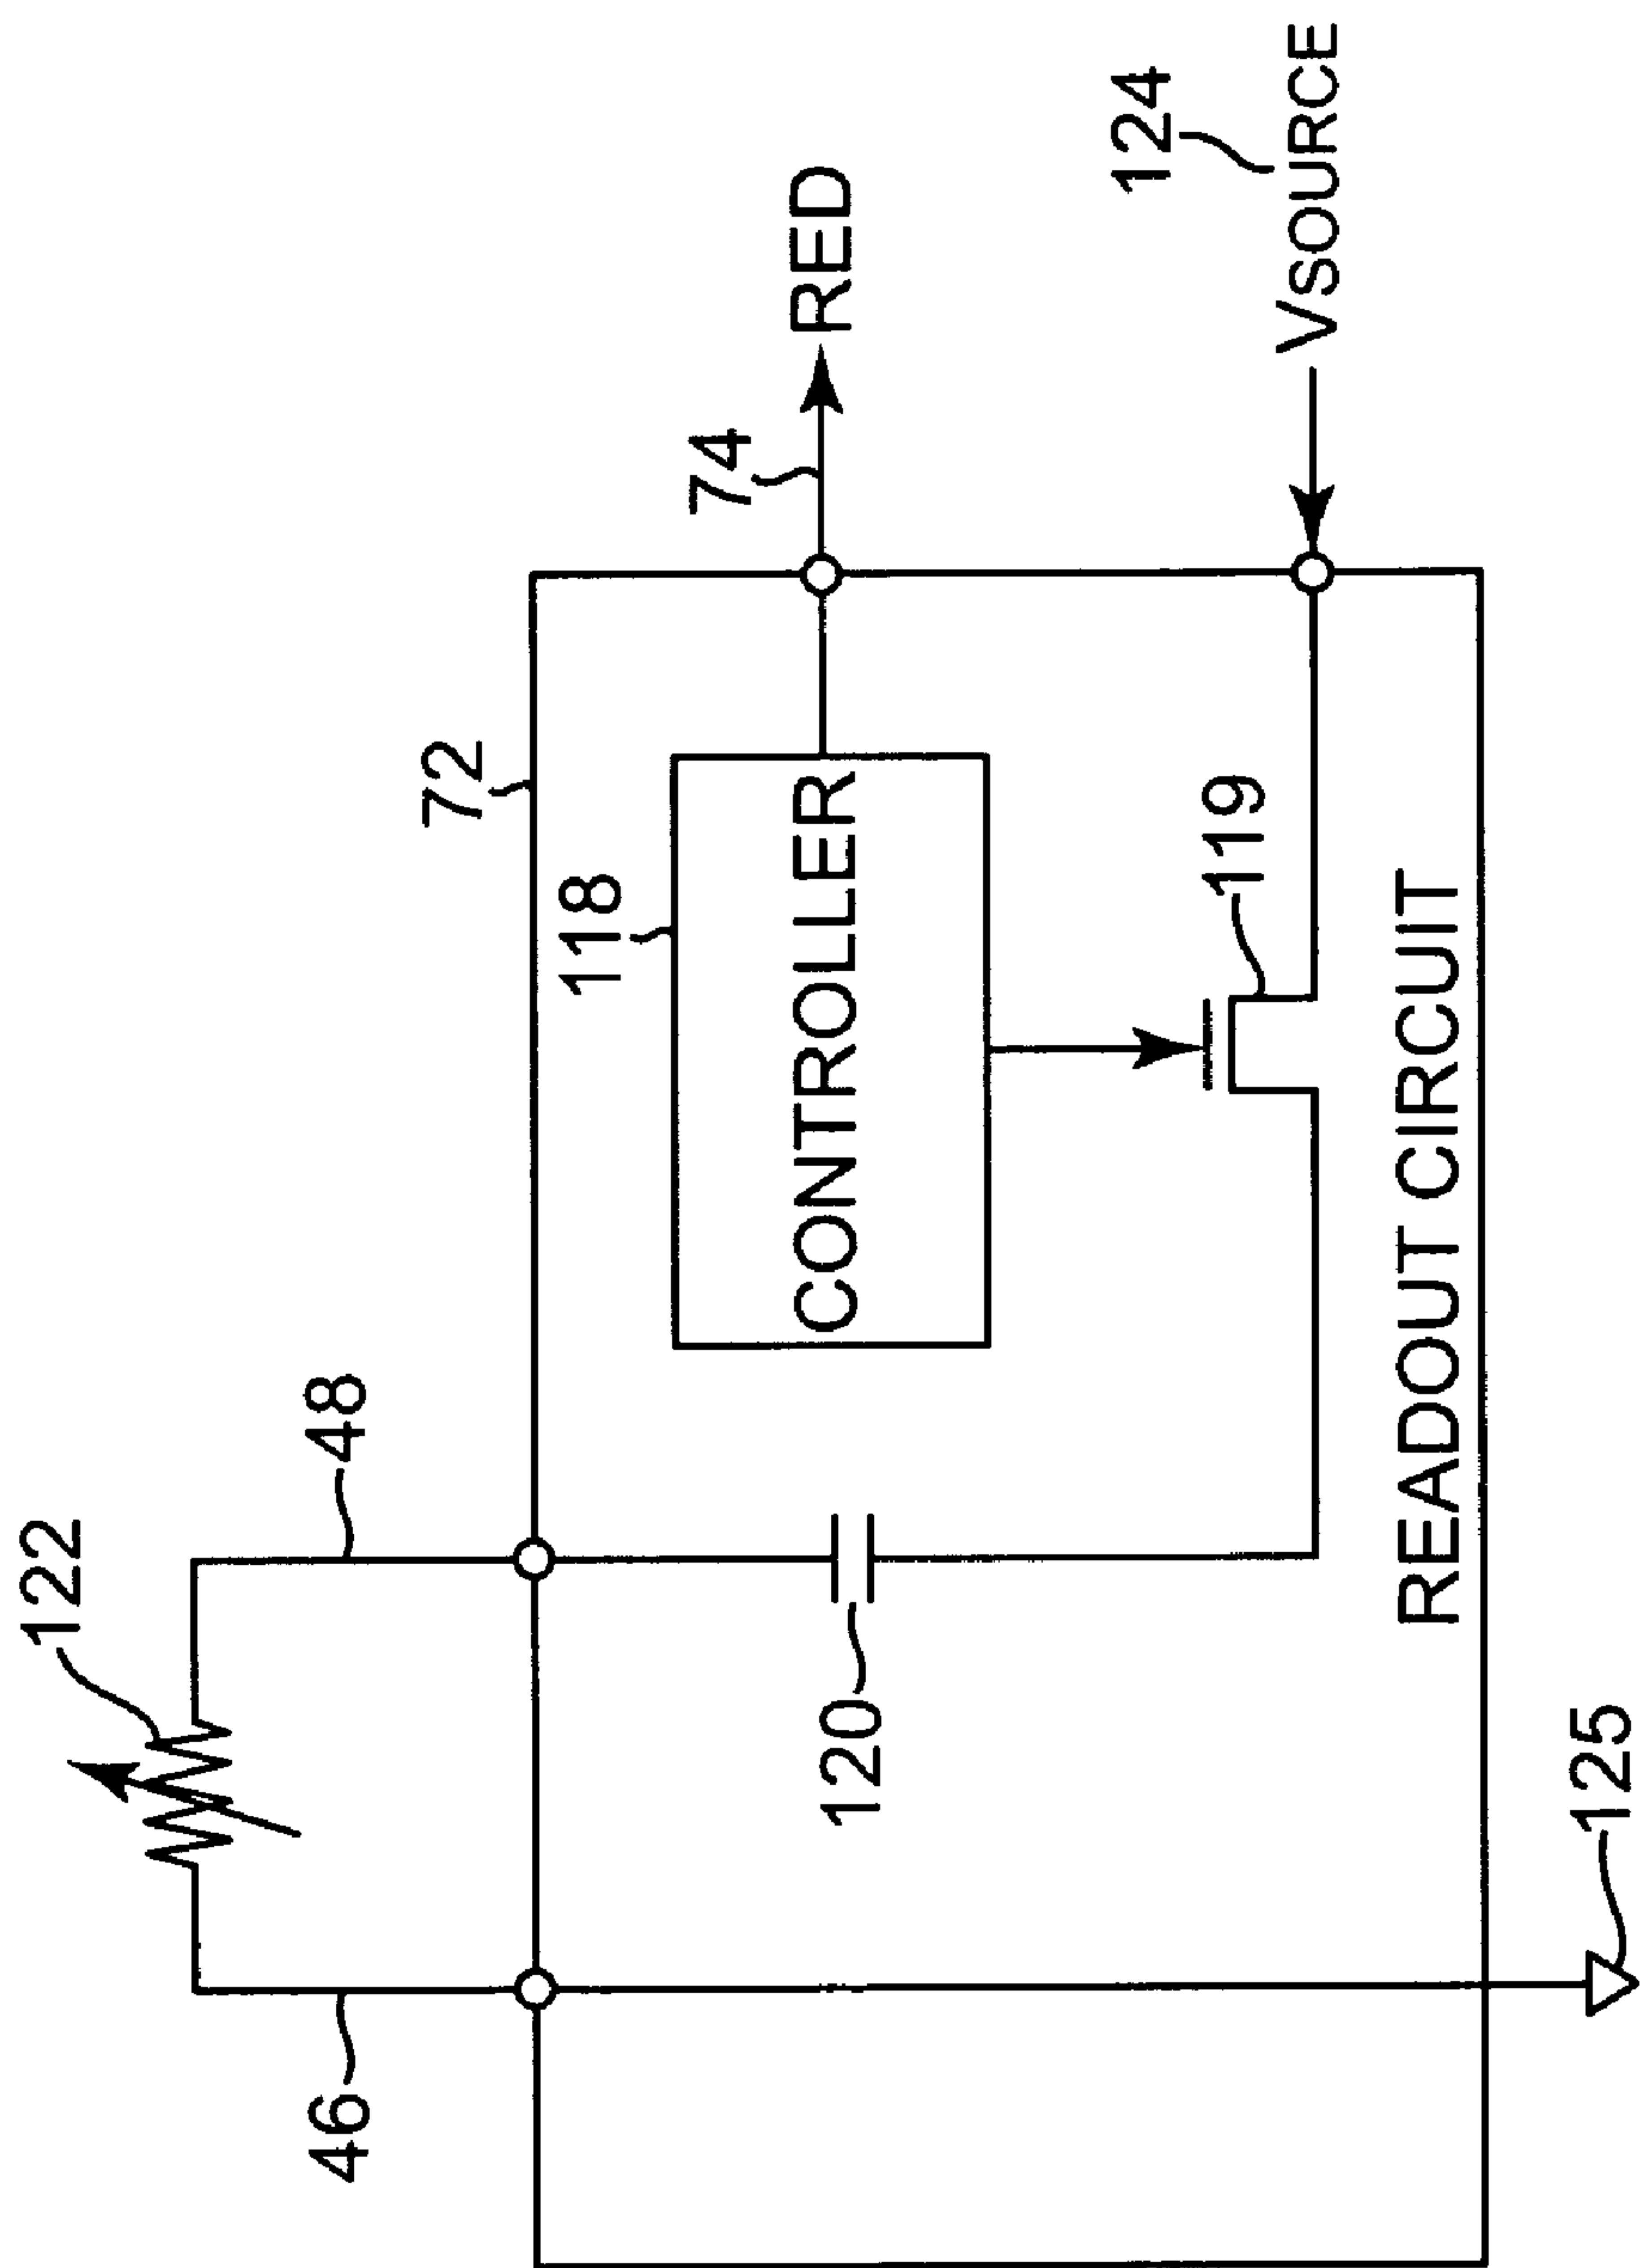 122
48
46
72
74
RED
118
CONTROLLER
120
119
124
VSOURCE
READOUT CIRCUIT
125